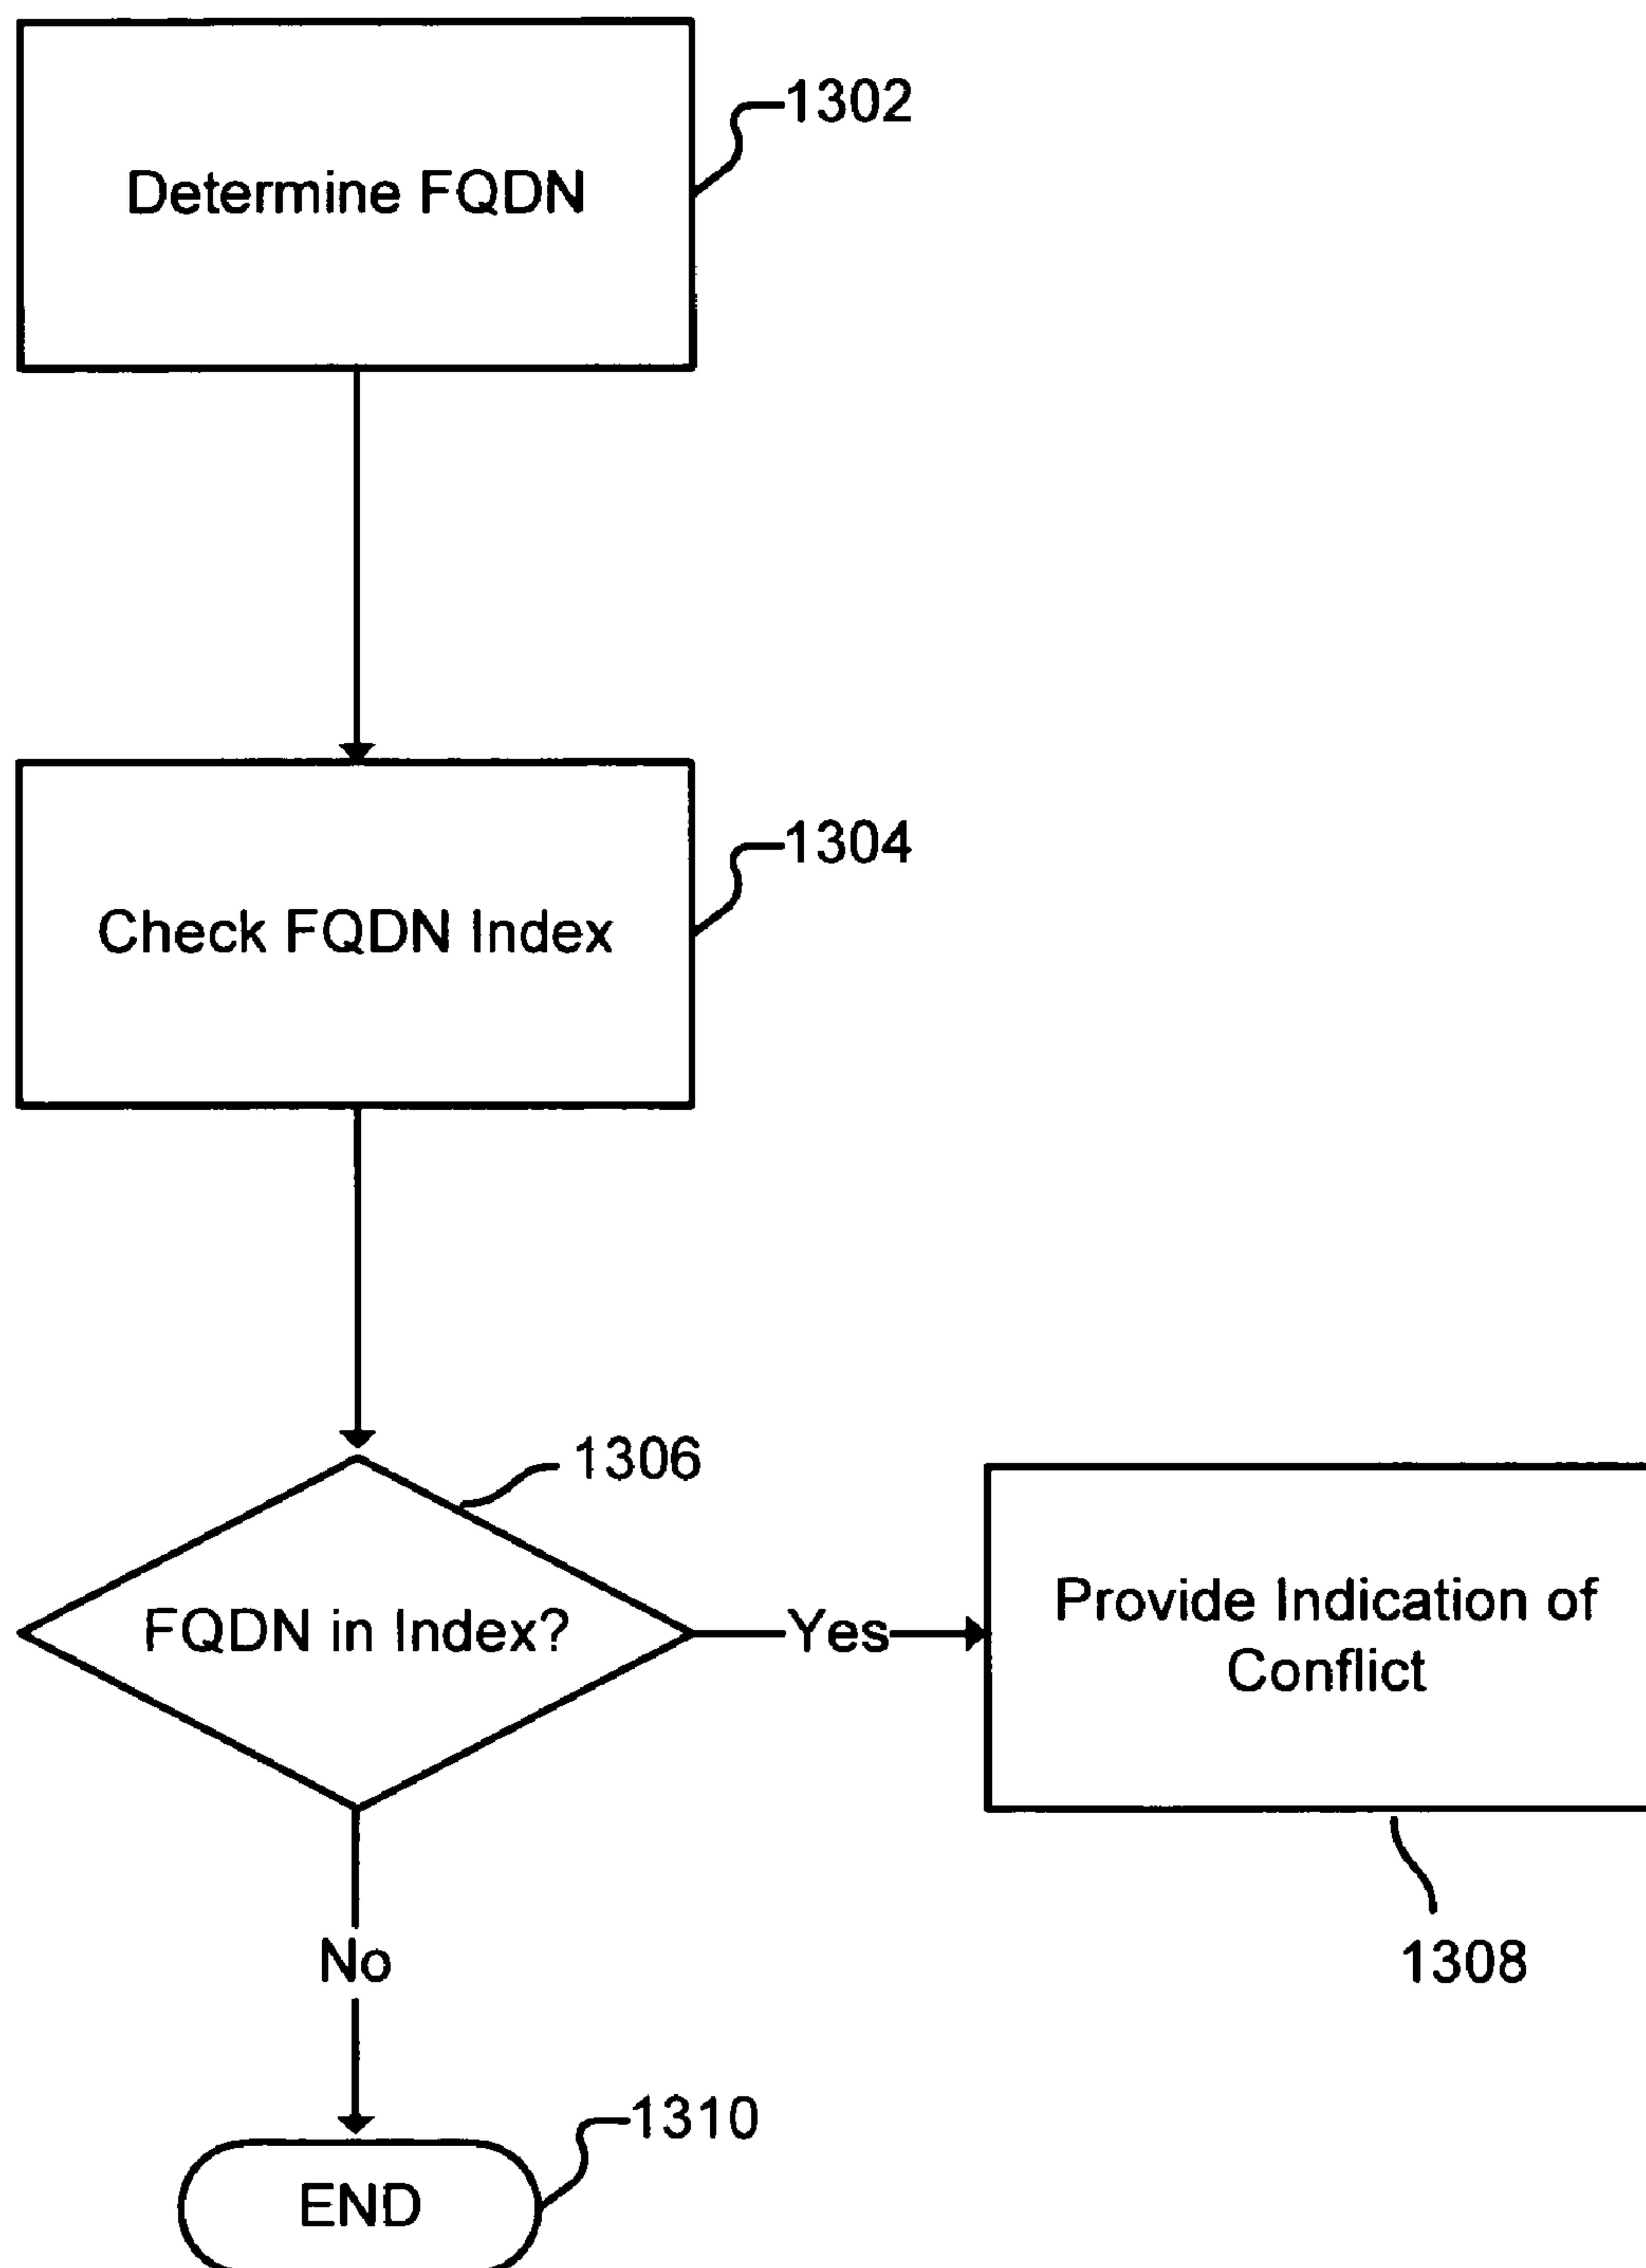 1302
Determine FQDN
1304
Check FQDN Index
1306
FQDN in Index?
Yes
Provide Indication of
Conflict
1308
No
1310
END